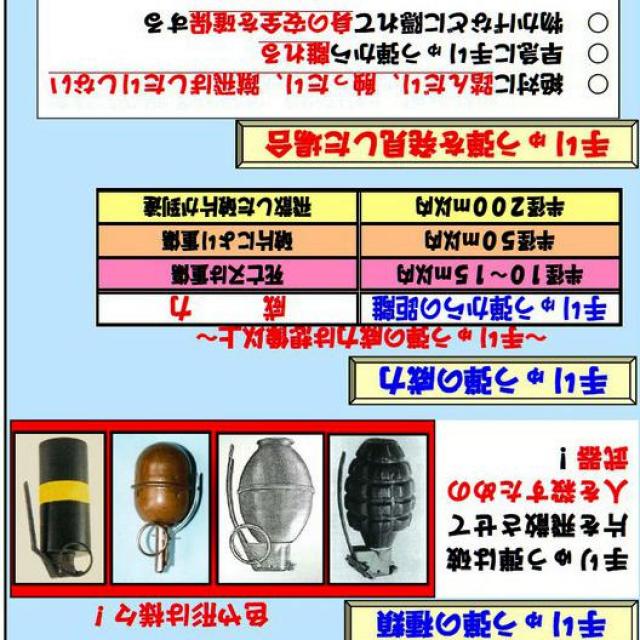 手りゅう弾の種類
色や形は様々！
手りゅう弾は破
片を飛散させて
人を殺すための
武器！
手りゅう弾の威力
～手りゅう弾の威力は想像以上～
手りゅう弾からの距離 威力
半径10～15m以内 死亡又は重傷
半径50m以内 破片により重傷
半径200m以内 飛散した破片が到達
手りゅう弾を発見した場合
○ 絶対に踏んだり、触ったり、蹴飛ばしたりしない
○ 早急に手りゅう弾から離れる
○ 物かげなどに隠れて身の安全を確保する